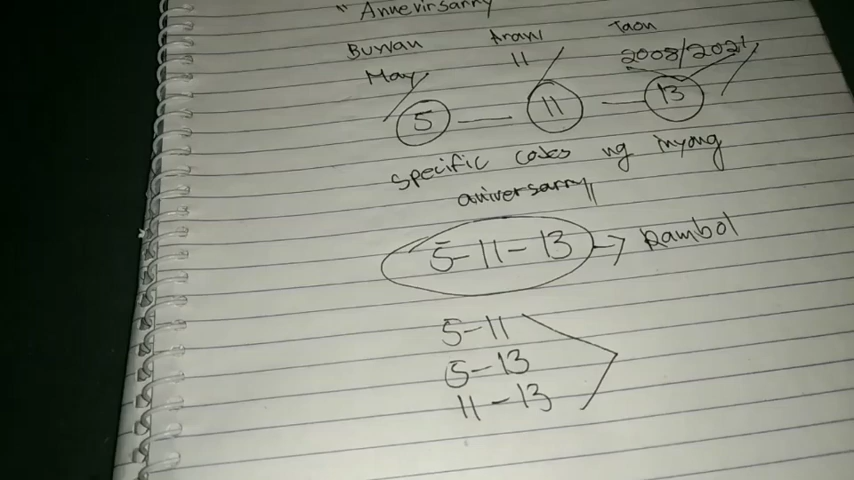 " Annevirsarry
Buwan Araw Taon
May 11 2008/2021
5 — 11 — 13
specific codes ng inyong
aniversarry
5-11-13 → Rambol
5-11
5-13
11-13